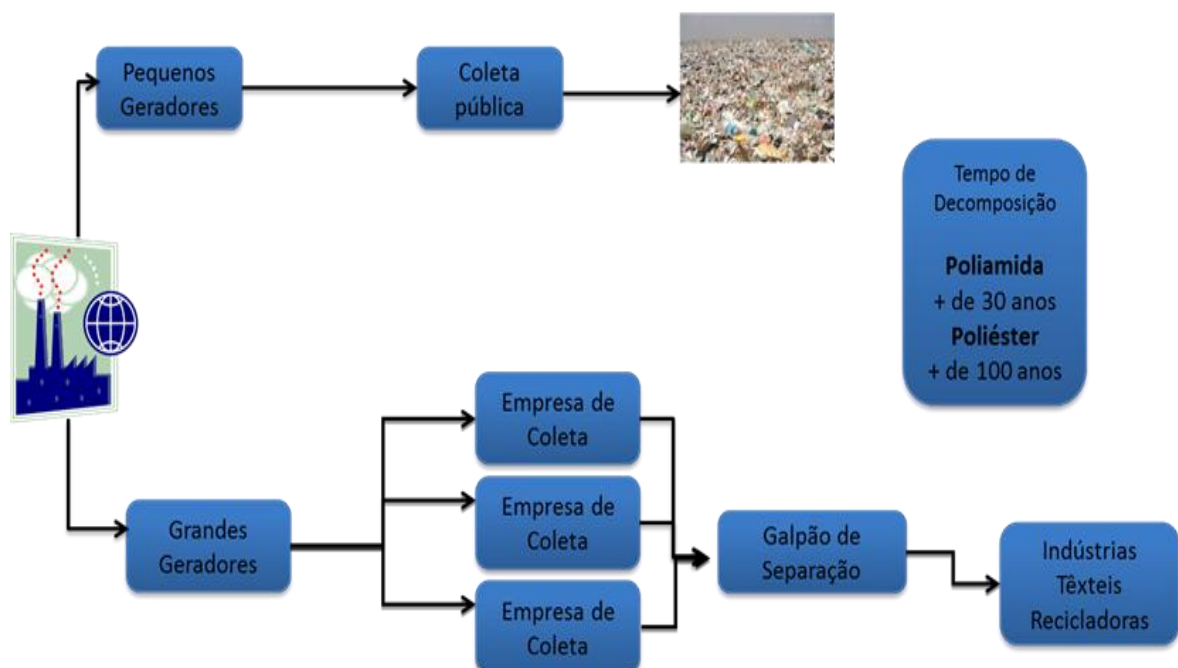 Pequenos
Geradores
Coleta
pública
Tempo de
Decomposição
Poliamida
+ de 30 anos
Poliéster
+ de 100 anos
Empresa de
Coleta
Empresa de
Coleta
Empresa de
Coleta
Grandes
Geradores
Galpão de
Separação
Indústrias
Têxteis
Recicladoras